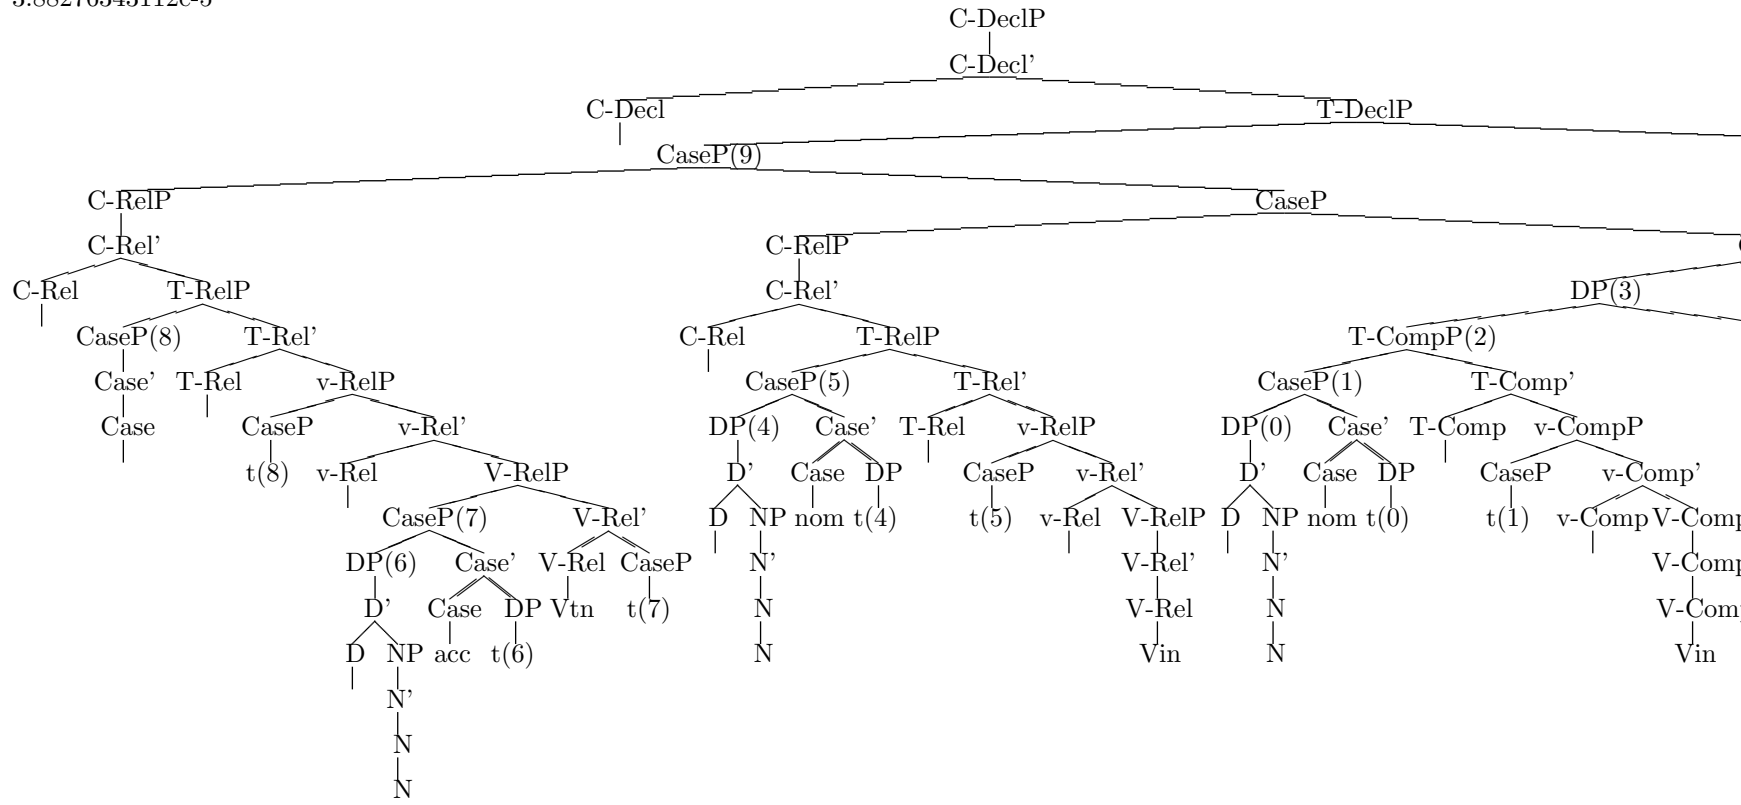 C-DeclP
C-Decl'
C-Decl T-DeclP
CaseP(9)
C-RelP CaseP
C-Rel' C-RelP
C-Rel T-RelP C-Rel' DP(3)
CaseP(8) T-Rel' C-Rel T-RelP T-CompP(2)
Case' T-Rel v-RelP CaseP(5) T-Rel' CaseP(1) T-Comp'
Case CaseP v-Rel' DP(4) Case' T-Rel v-RelP DP(0) Case' T-Comp v-CompP
t(8) v-Rel V-RelP D' Case DP CaseP v-Rel' D' Case DP CaseP v-Comp'
CaseP(7) V-Rel' D NP nom t(4) t(5) v-Rel V-RelP D NP nom t(0) t(1) v-Comp V-Comp
DP(6) Case' V-Rel CaseP N' V-Rel' N' V-Comp
D' Case DP Vtn t(7) N V-Rel N V-Comp
D NP acc t(6) N Vin N Vin
N'
N
N